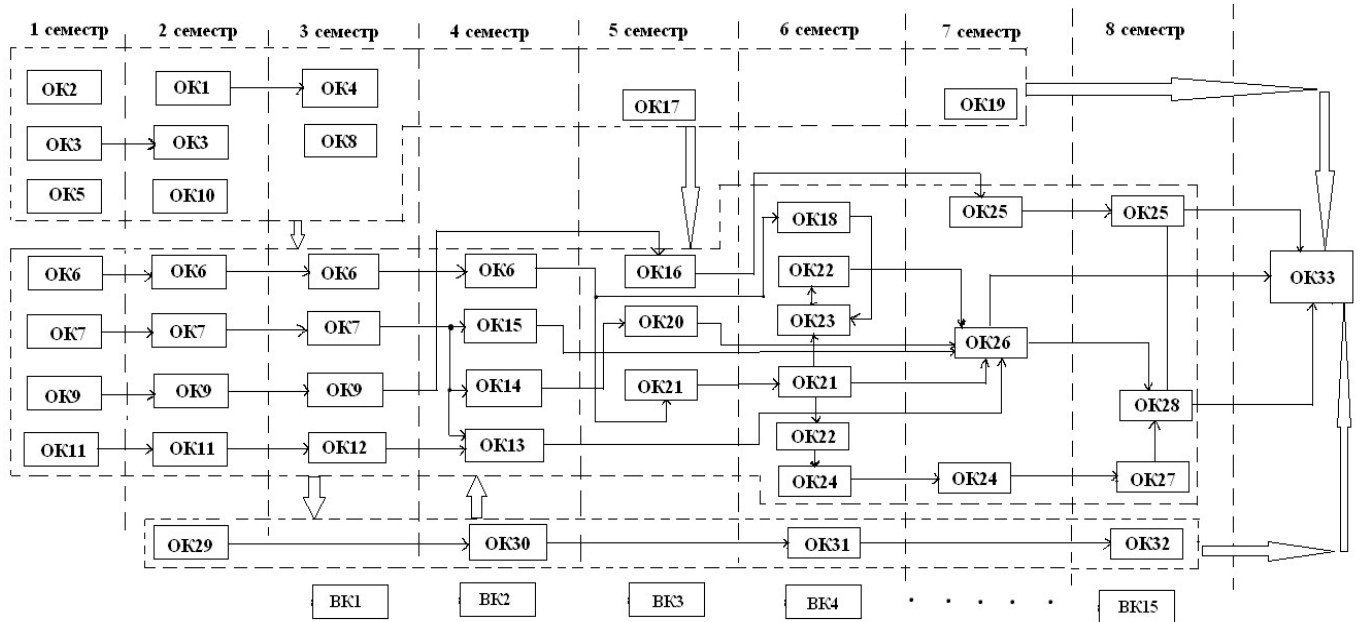 1 семестр 2 семестр 3 семестр 4 семестр 5 семестр 6 семестр 7 семестр 8 семестр
ОК2 ОК1 ОК4 ОК17 ОК19
ОК3 ОК3 ОК8
ОК5 ОК10 ОК18 ОК25 ОК25
ОК6 ОК6 ОК6 ОК6 ОК16 ОК22 ОК33
ОК7 ОК7 ОК7 ОК15 ОК20 ОК23 ОК26
ОК9 ОК9 ОК9 ОК14 ОК21 ОК21 ОК28
ОК11 ОК11 ОК12 ОК13 ОК22
ОК24 ОК24 ОК27
ОК29 ОК30 ОК31 ОК32
ВК1 ВК2 ВК3 ВК4 . . . . . ВК15